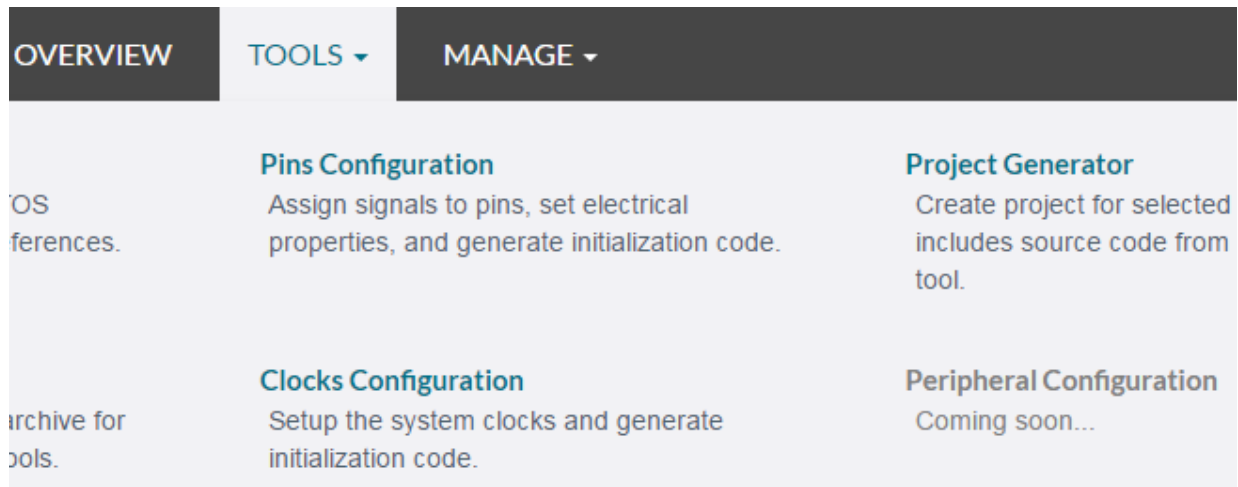 OVERVIEW TOOLS MANAGE
Pins Configuration
Assign signals to pins, set electrical
properties, and generate initialization code.
Project Generator
Create project for selected
includes source code from
tool.
Clocks Configuration
Setup the system clocks and generate
initialization code.
Peripheral Configuration
Coming soon...
for